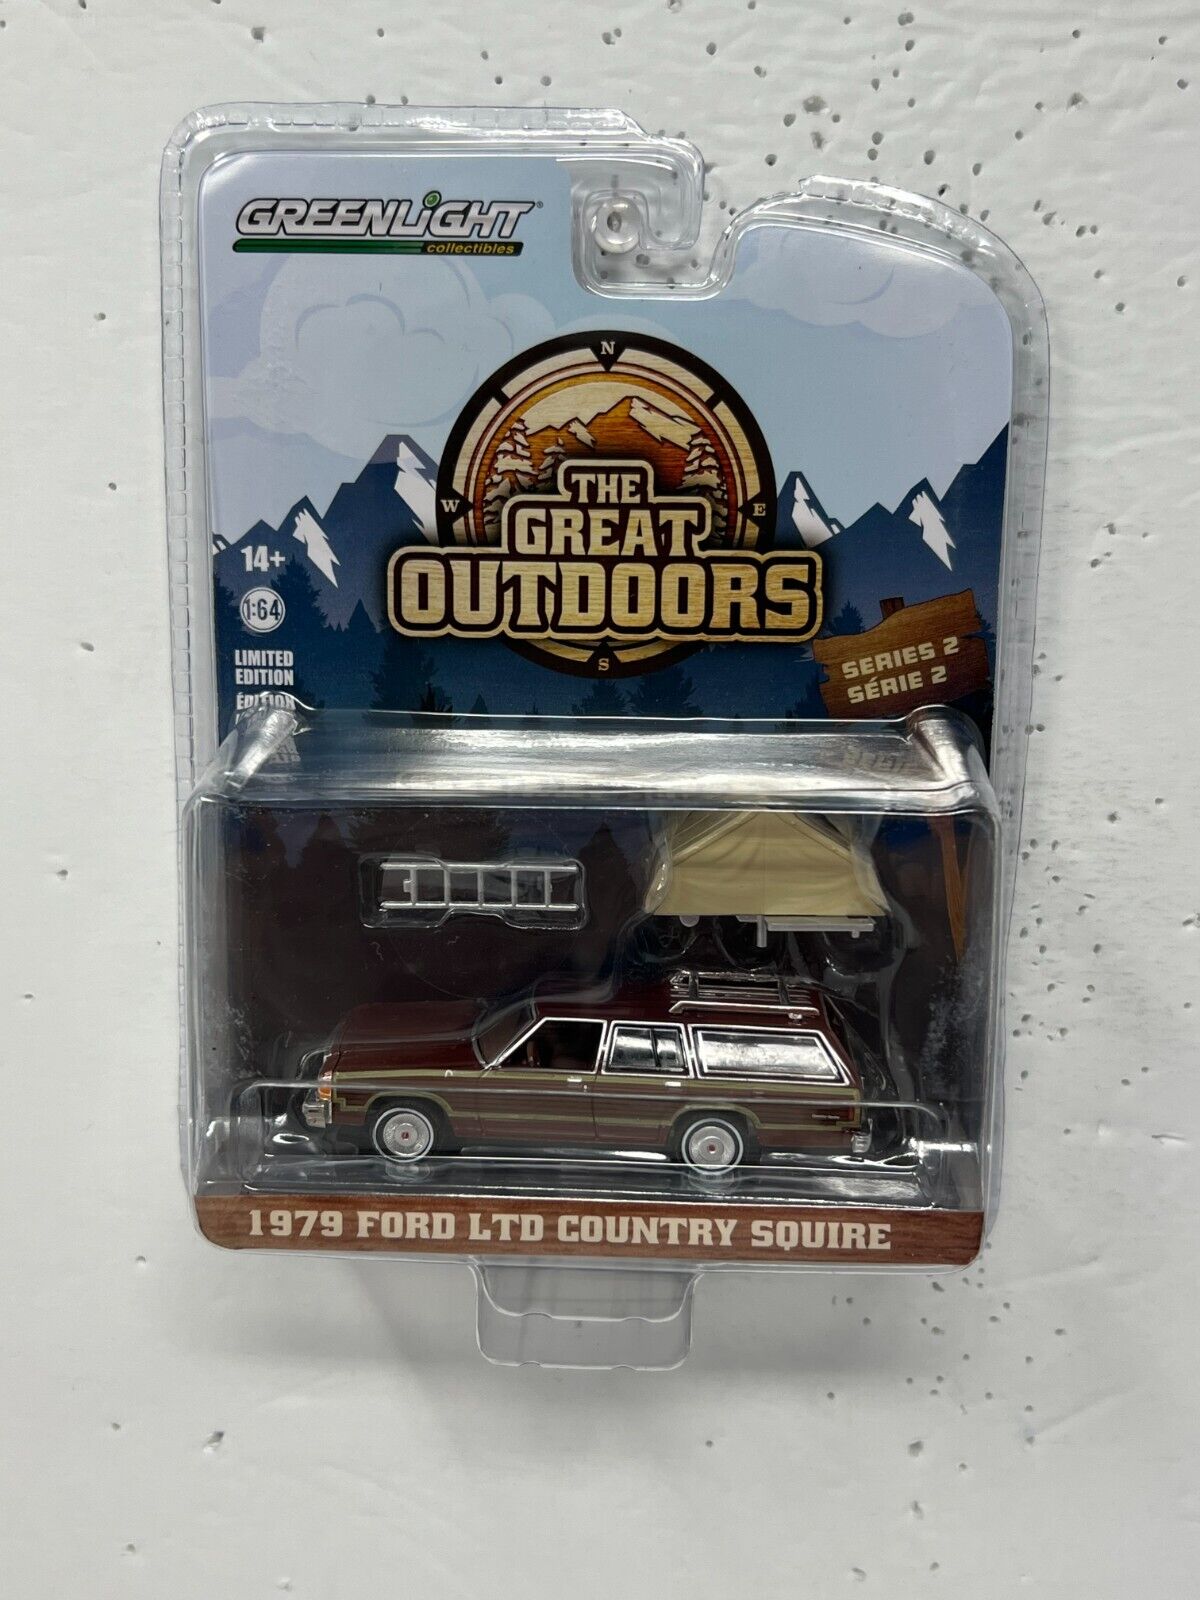 GREENLiGHT®
collectibles
N
W
E
THE
GREAT
OUTDOORS
S
14+
1:64
LIMITED
EDITION
ÉDITION
SERIES 2
SÉRIE 2
1979 FORD LTD COUNTRY SQUIRE